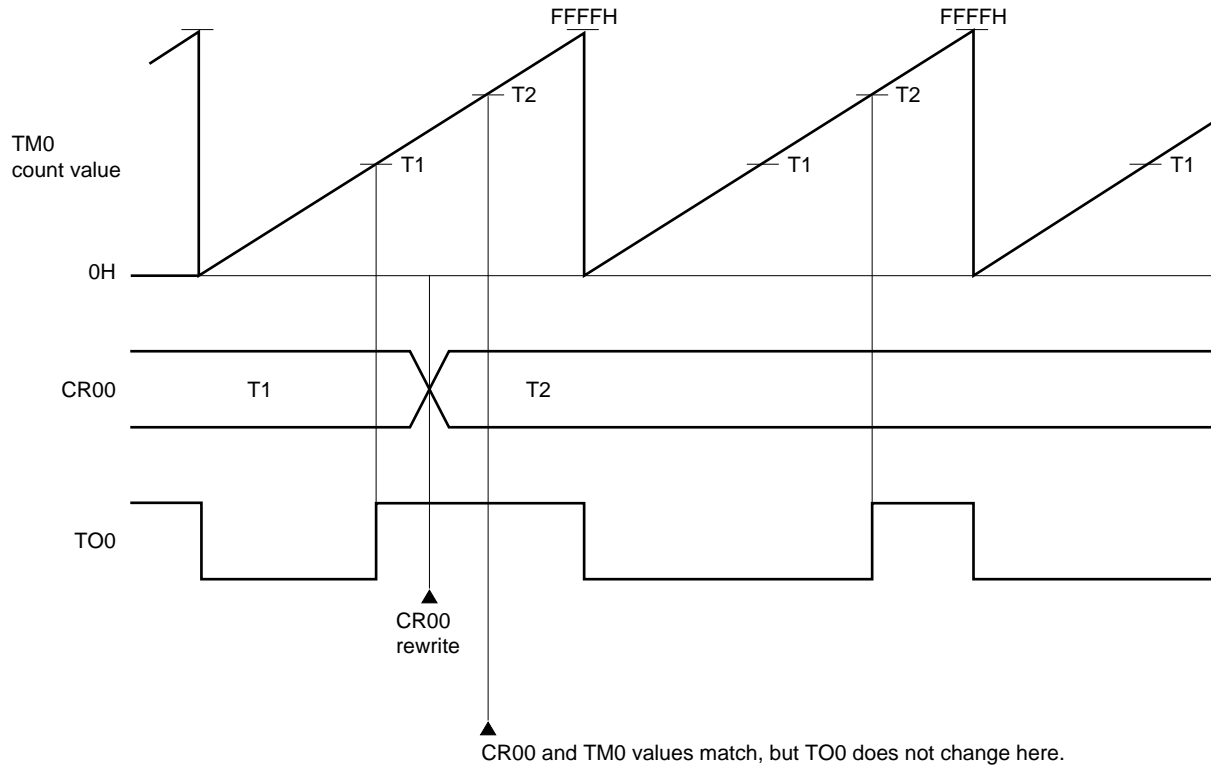 FFFFH
FFFFH
T2
T2
TM0
count value
T1
T1
T1
0H
CR00
T1
T2
TO0
CR00
rewrite
CR00 and TM0 values match, but TO0 does not change here.